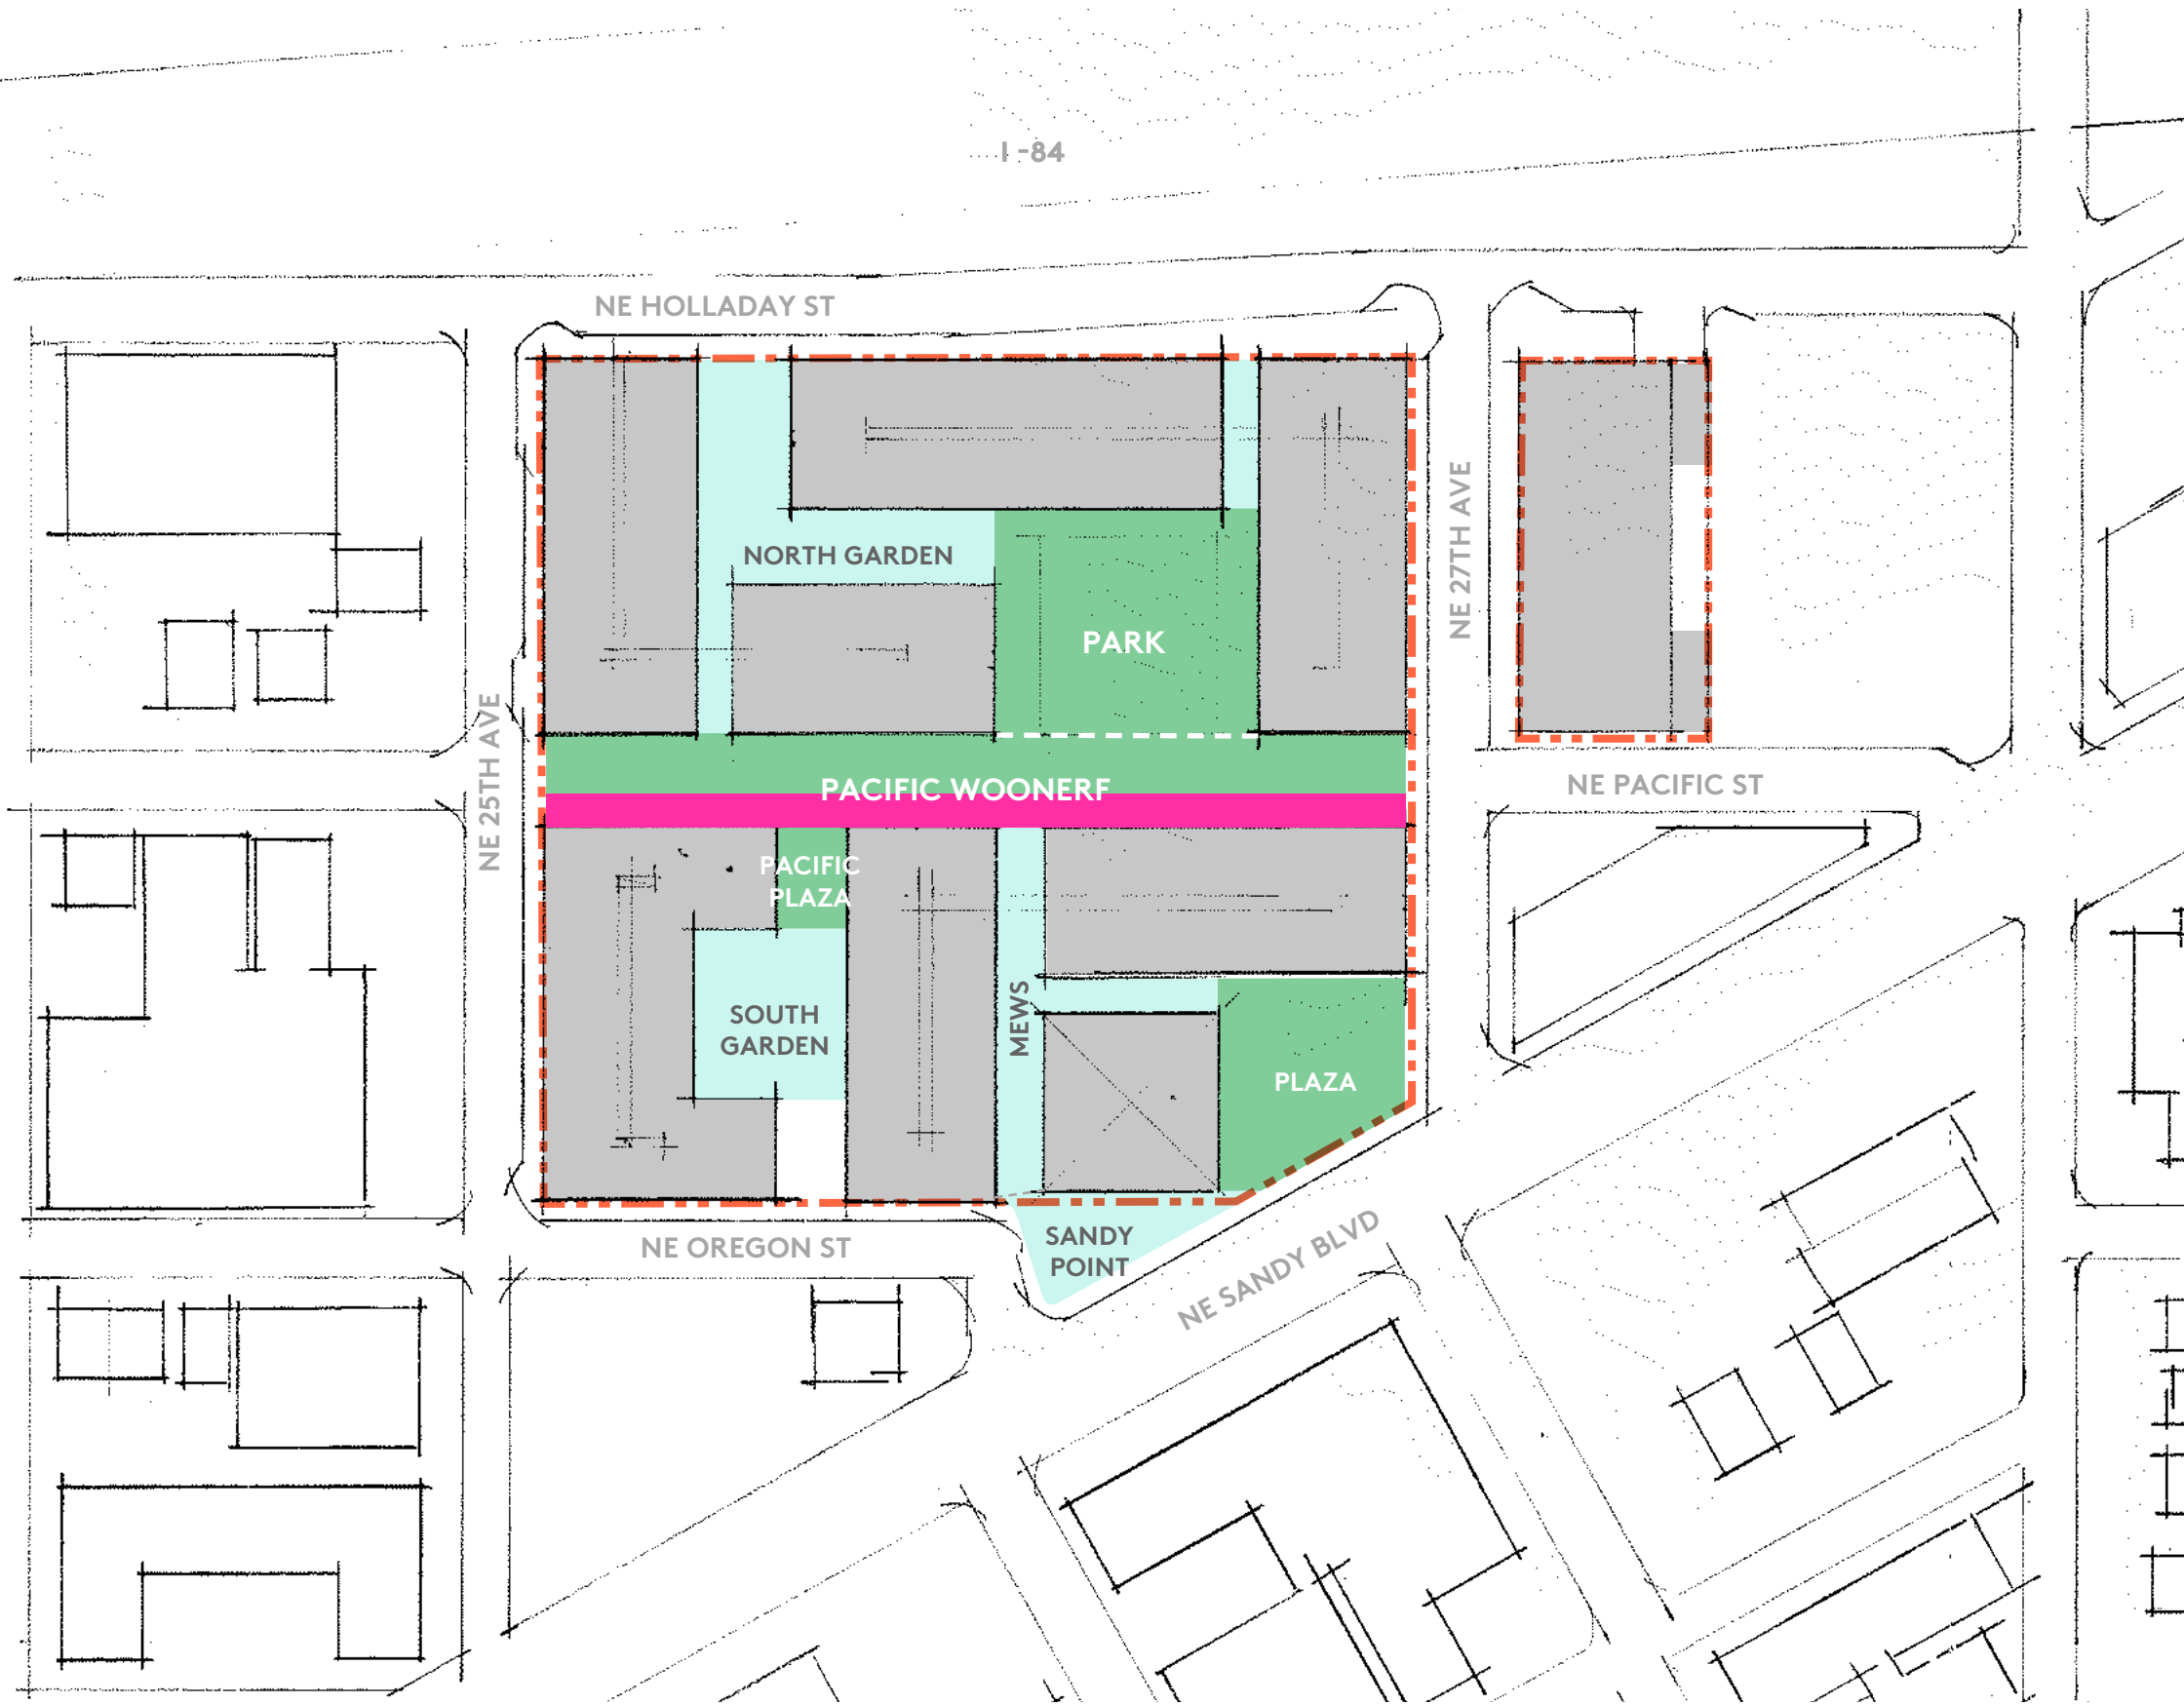 I-84
NE HOLLADAY ST
NORTH GARDEN
NE 27TH AVE
PARK
NE 25TH AVE
PACIFIC WOONERF
NE PACIFIC ST
PACIFIC
PLAZA
SOUTH
GARDEN
MEWS
PLAZA
SANDY
POINT
NE OREGON ST
NE SANDY BLVD